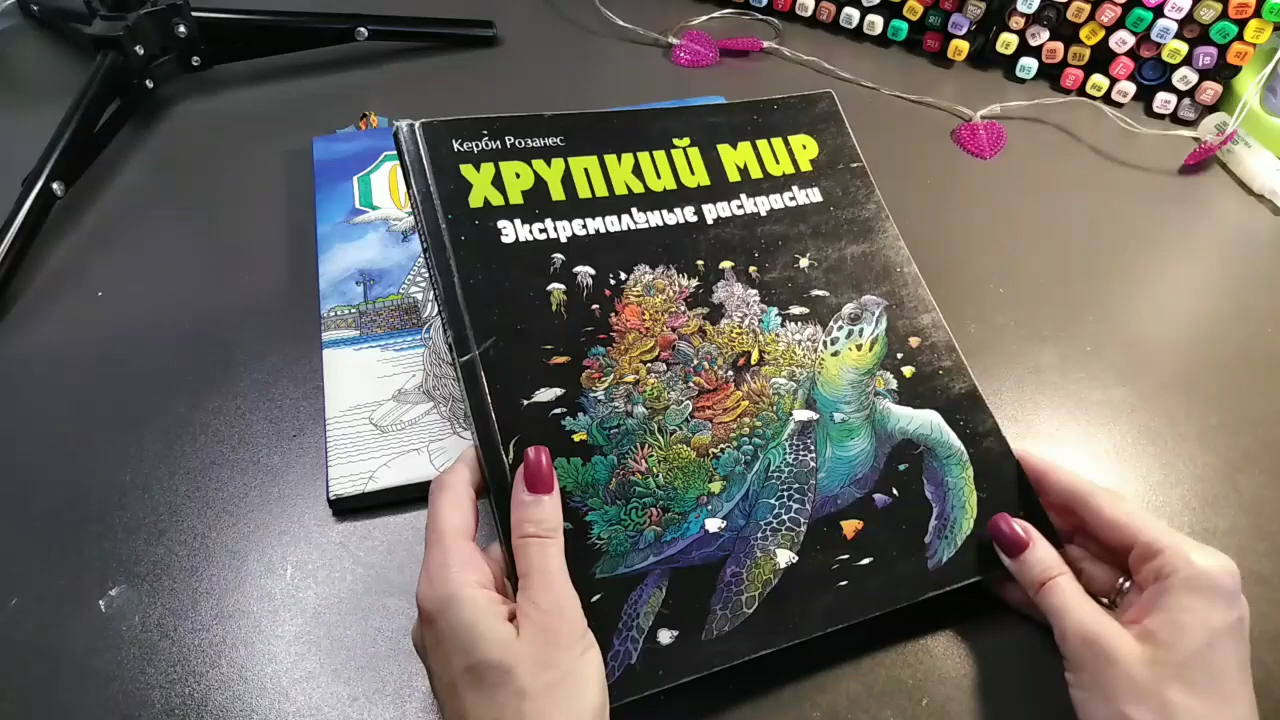 Керби Розанес
ХРУПКИЙ МИР
Экстремальные раскраски